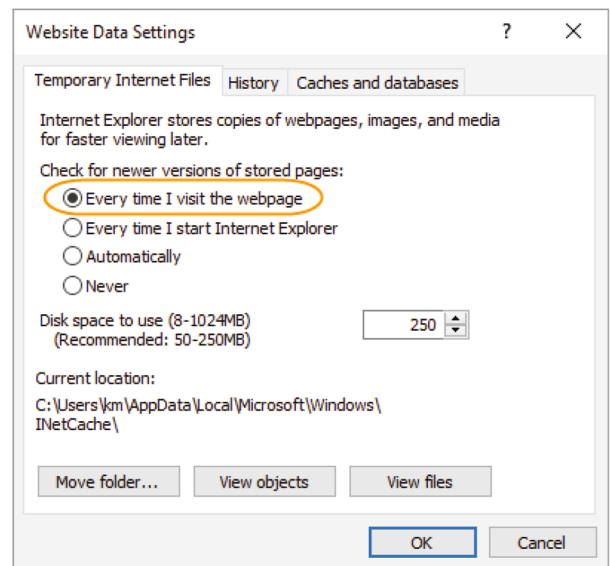 Website Data Settings ?
Temporary Internet Files History Caches and databases
Internet Explorer stores copies of webpages, images, and media
for faster viewing later.
Check for newer versions of stored pages:
Every time I visit the webpage
Every time I start Internet Explorer
Automatically
Never
Disk space to use (8-1024MB) 250
(Recommended: 50-250MB)
Current location:
C:\Users\km\AppData\Local\Microsoft\Windows\
INetCache\
Move folder... View objects View files
OK Cancel